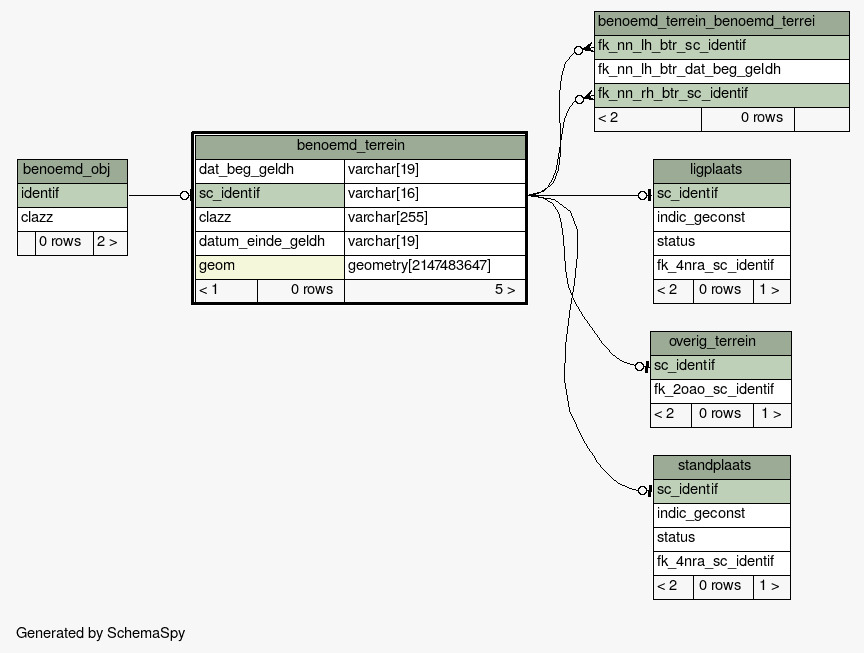 benoemd_terrein_benoemd_terrei
fk_nn_lh_btr_sc_identif
fk_nn_lh_btr_dat_beg_geldh
fk_nn_rh_btr_sc_identif
< 2 0 rows
benoemd_obj
identif
clazz
0 rows 2 >
benoemd_terrein
dat_beg_geldh varchar[19]
sc_identif varchar[16]
clazz varchar[255]
datum_einde_geldh varchar[19]
geom geometry[2147483647]
< 1 0 rows 5 >
ligplaats
sc_identif
indic_geconst
status
fk_4nra_sc_identif
< 2 0 rows 1 >
overig_terrein
sc_identif
fk_2oao_sc_identif
< 2 0 rows 1 >
standplaats
sc_identif
indic_geconst
status
fk_4nra_sc_identif
< 2 0 rows 1 >
Generated by SchemaSpy